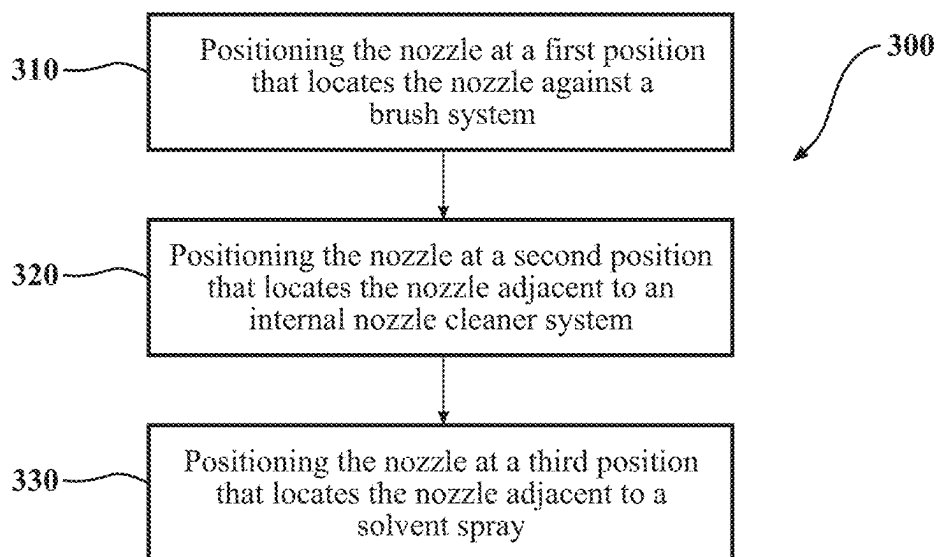 310
Positioning the nozzle at a first position
that locates the nozzle against a
brush system
300
320
Positioning the nozzle at a second position
that locates the nozzle adjacent to an
internal nozzle cleaner system
330
Positioning the nozzle at a third position
that locates the nozzle adjacent to a
solvent spray